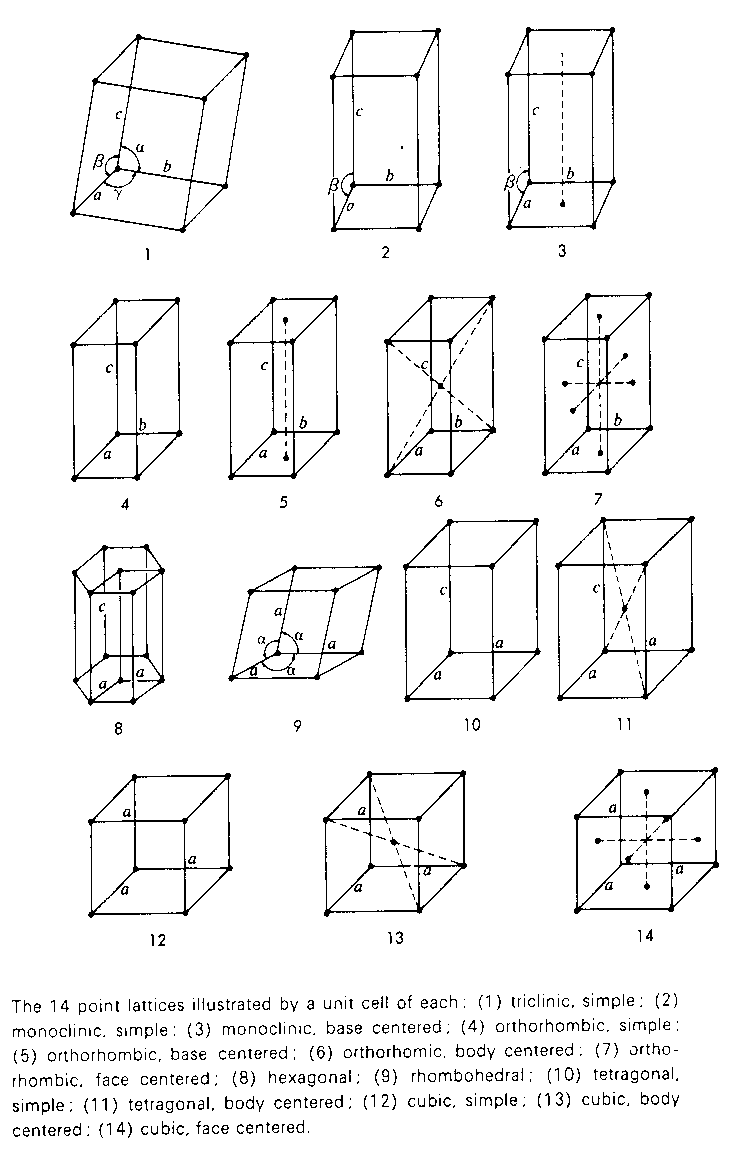 c
α
β
b
a
γ
1
c
β
b
o
2
c
β
b
a
3
c
b
a
4
c
b
a
5
c
b
a
6
c
b
a
7
c
a
a
8
a
α
α
a
a
α
9
c
a
a
10
c
a
a
11
a
a
a
12
a
a
a
13
a
a
a
14
The 14 point lattices illustrated by a unit cell of each: (1) triclinic, simple; (2)
monoclinic, simple; (3) monoclinic, base centered; (4) orthorhombic, simple;
(5) orthorhombic, base centered; (6) orthorhomic, body centered; (7) ortho-
rhombic, face centered; (8) hexagonal; (9) rhombohedral; (10) tetragonal,
simple; (11) tetragonal, body centered; (12) cubic, simple; (13) cubic, body
centered; (14) cubic, face centered.